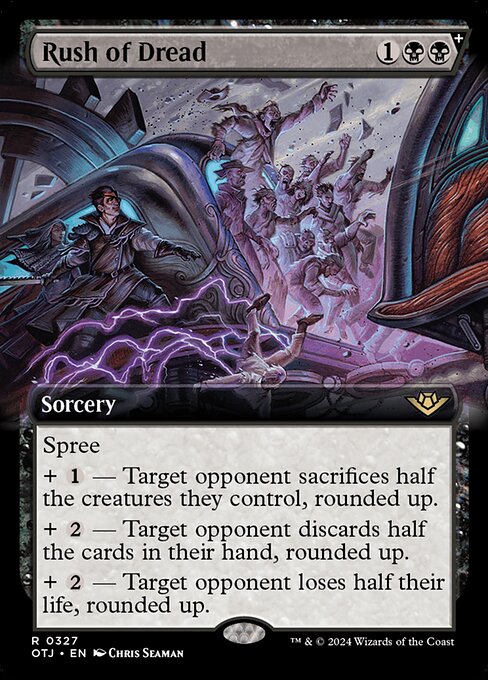 Rush of Dread 1
Sorcery
Spree
+ 1 — Target opponent sacrifices half
the creatures they control, rounded up.
+ 2 — Target opponent discards half
the cards in their hand, rounded up.
+ 2 — Target opponent loses half their
life, rounded up.
R 0327
OTJ • EN Chris Seaman
™ & © 2024 Wizards of the Coast